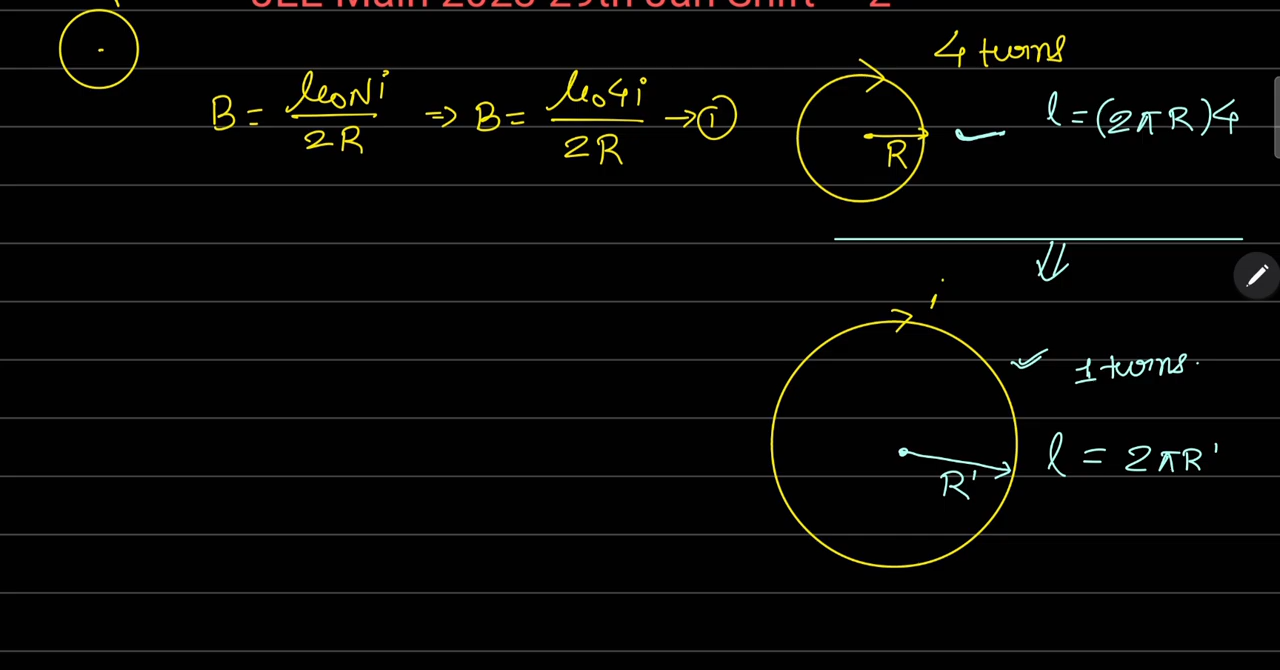 4 turns
B = μ₀Ni / 2R ⇒ B = μ₀4i / 2R → ①
l = (2πR)4
R
⇓
i
1 turns.
l = 2πR'
R'